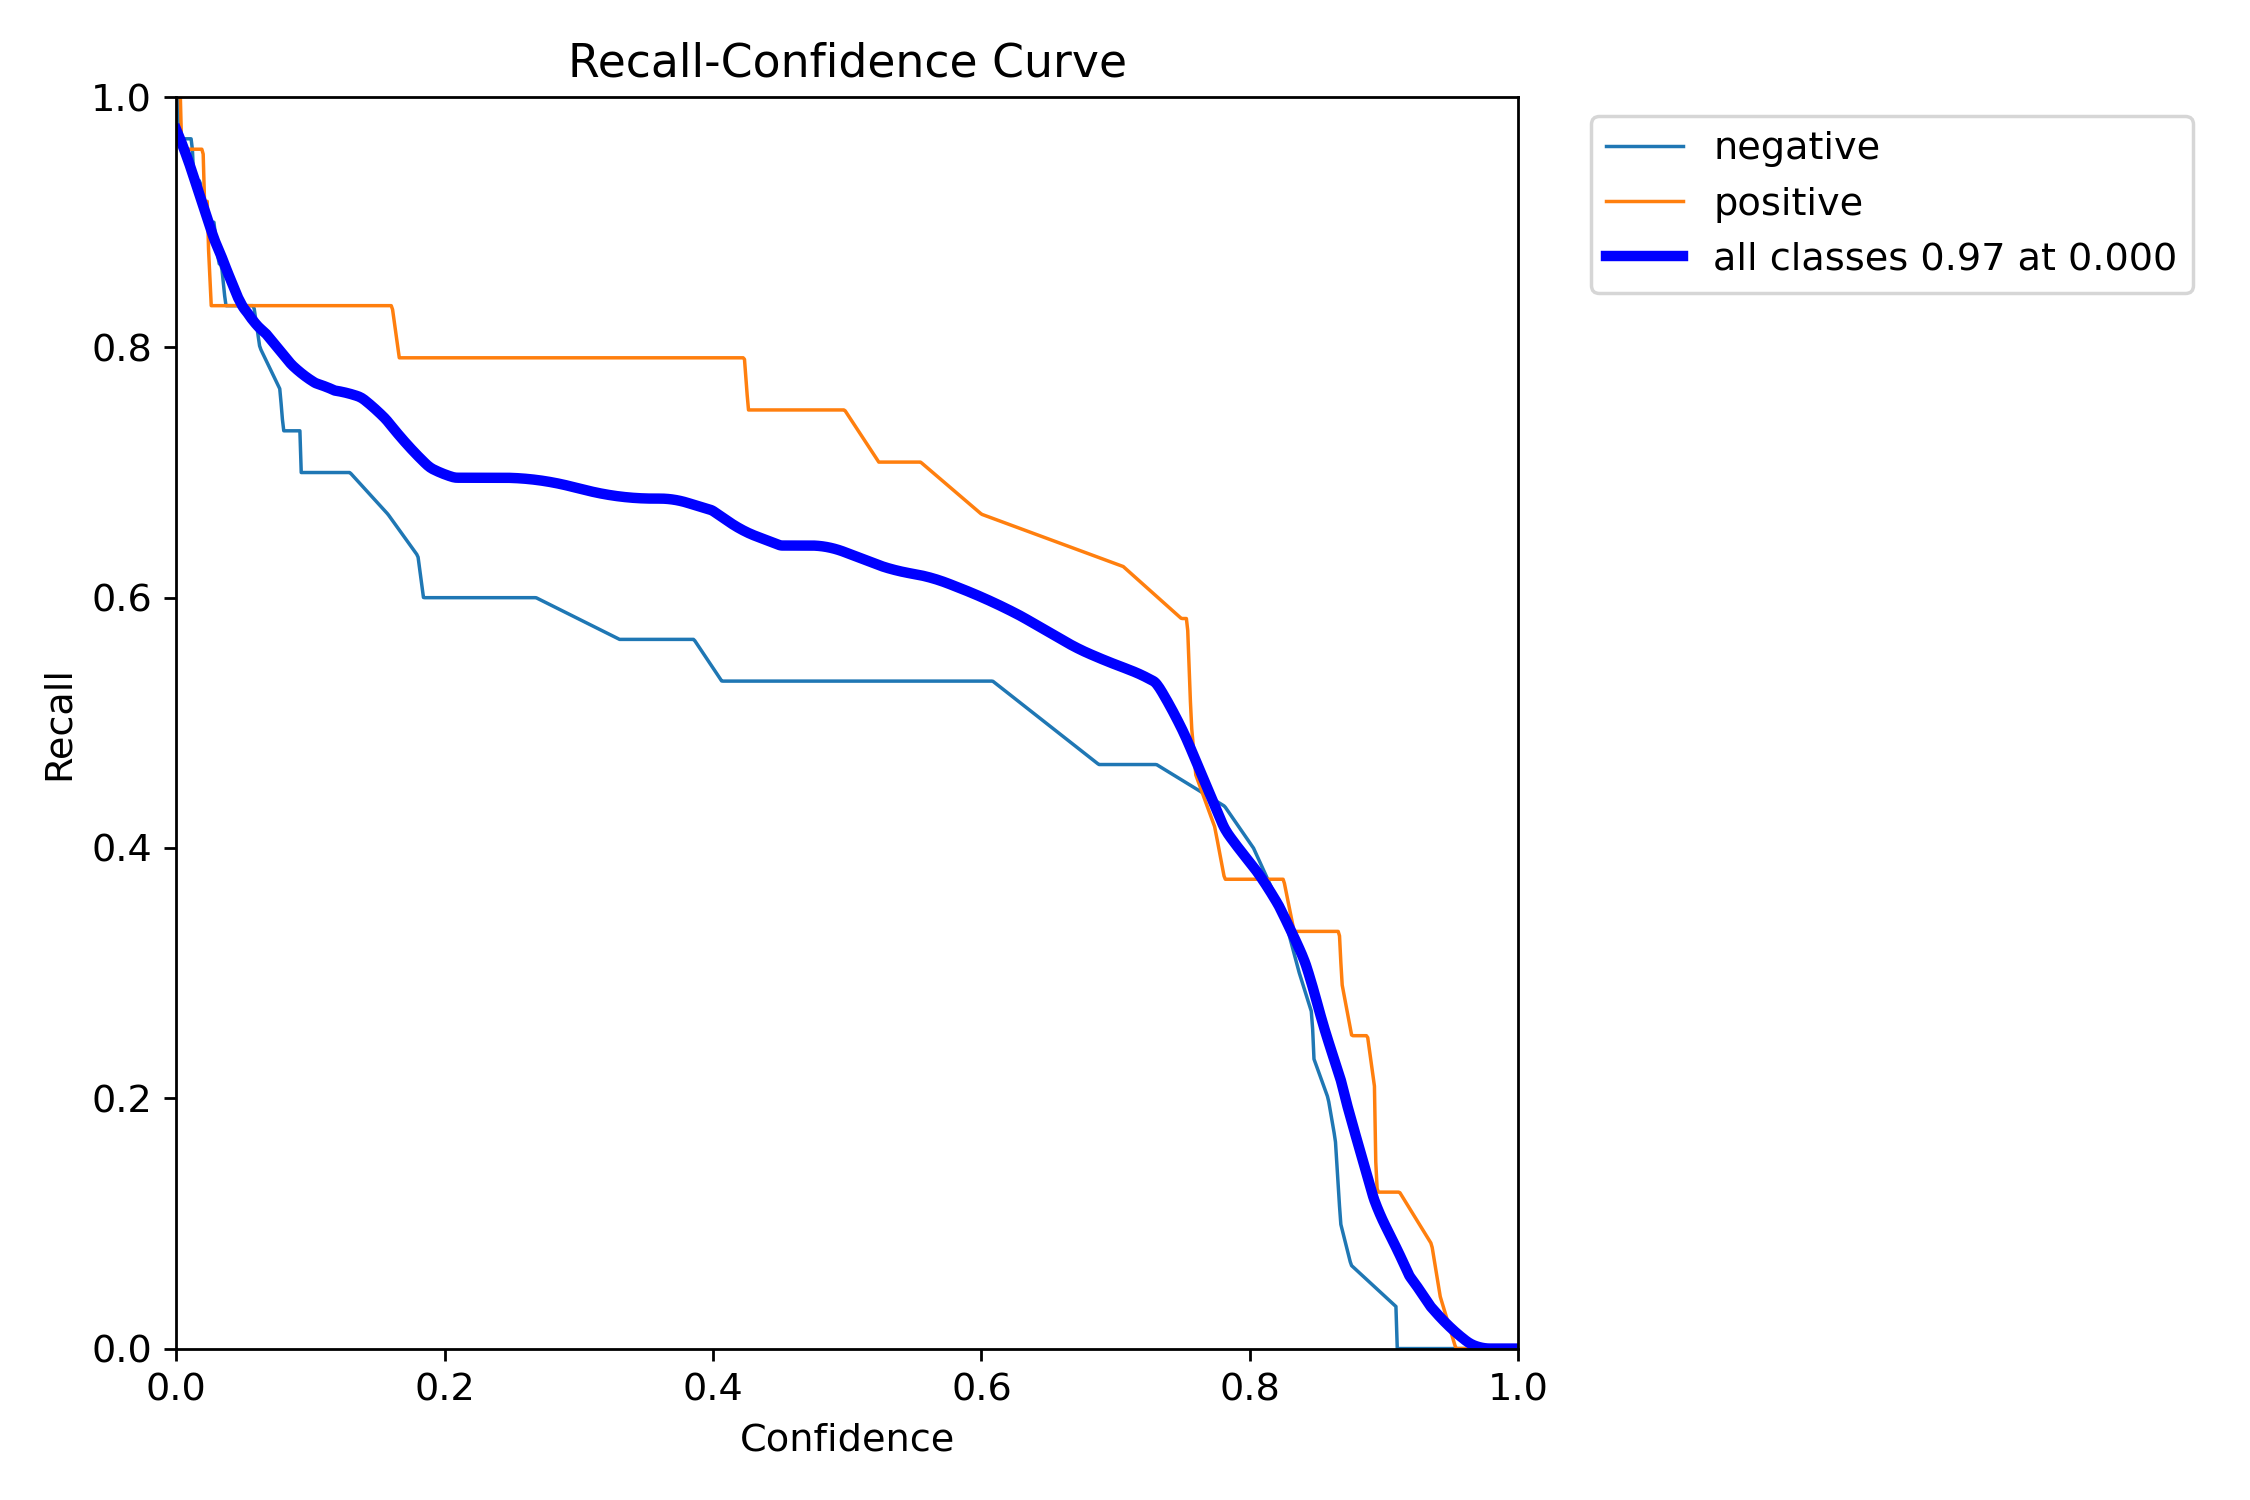 Recall-Confidence Curve
1.0
0.8
0.6
0.4
0.2
0.0
Recall
0.0 0.2 0.4 0.6 0.8 1.0
Confidence
negative
positive
all classes 0.97 at 0.000